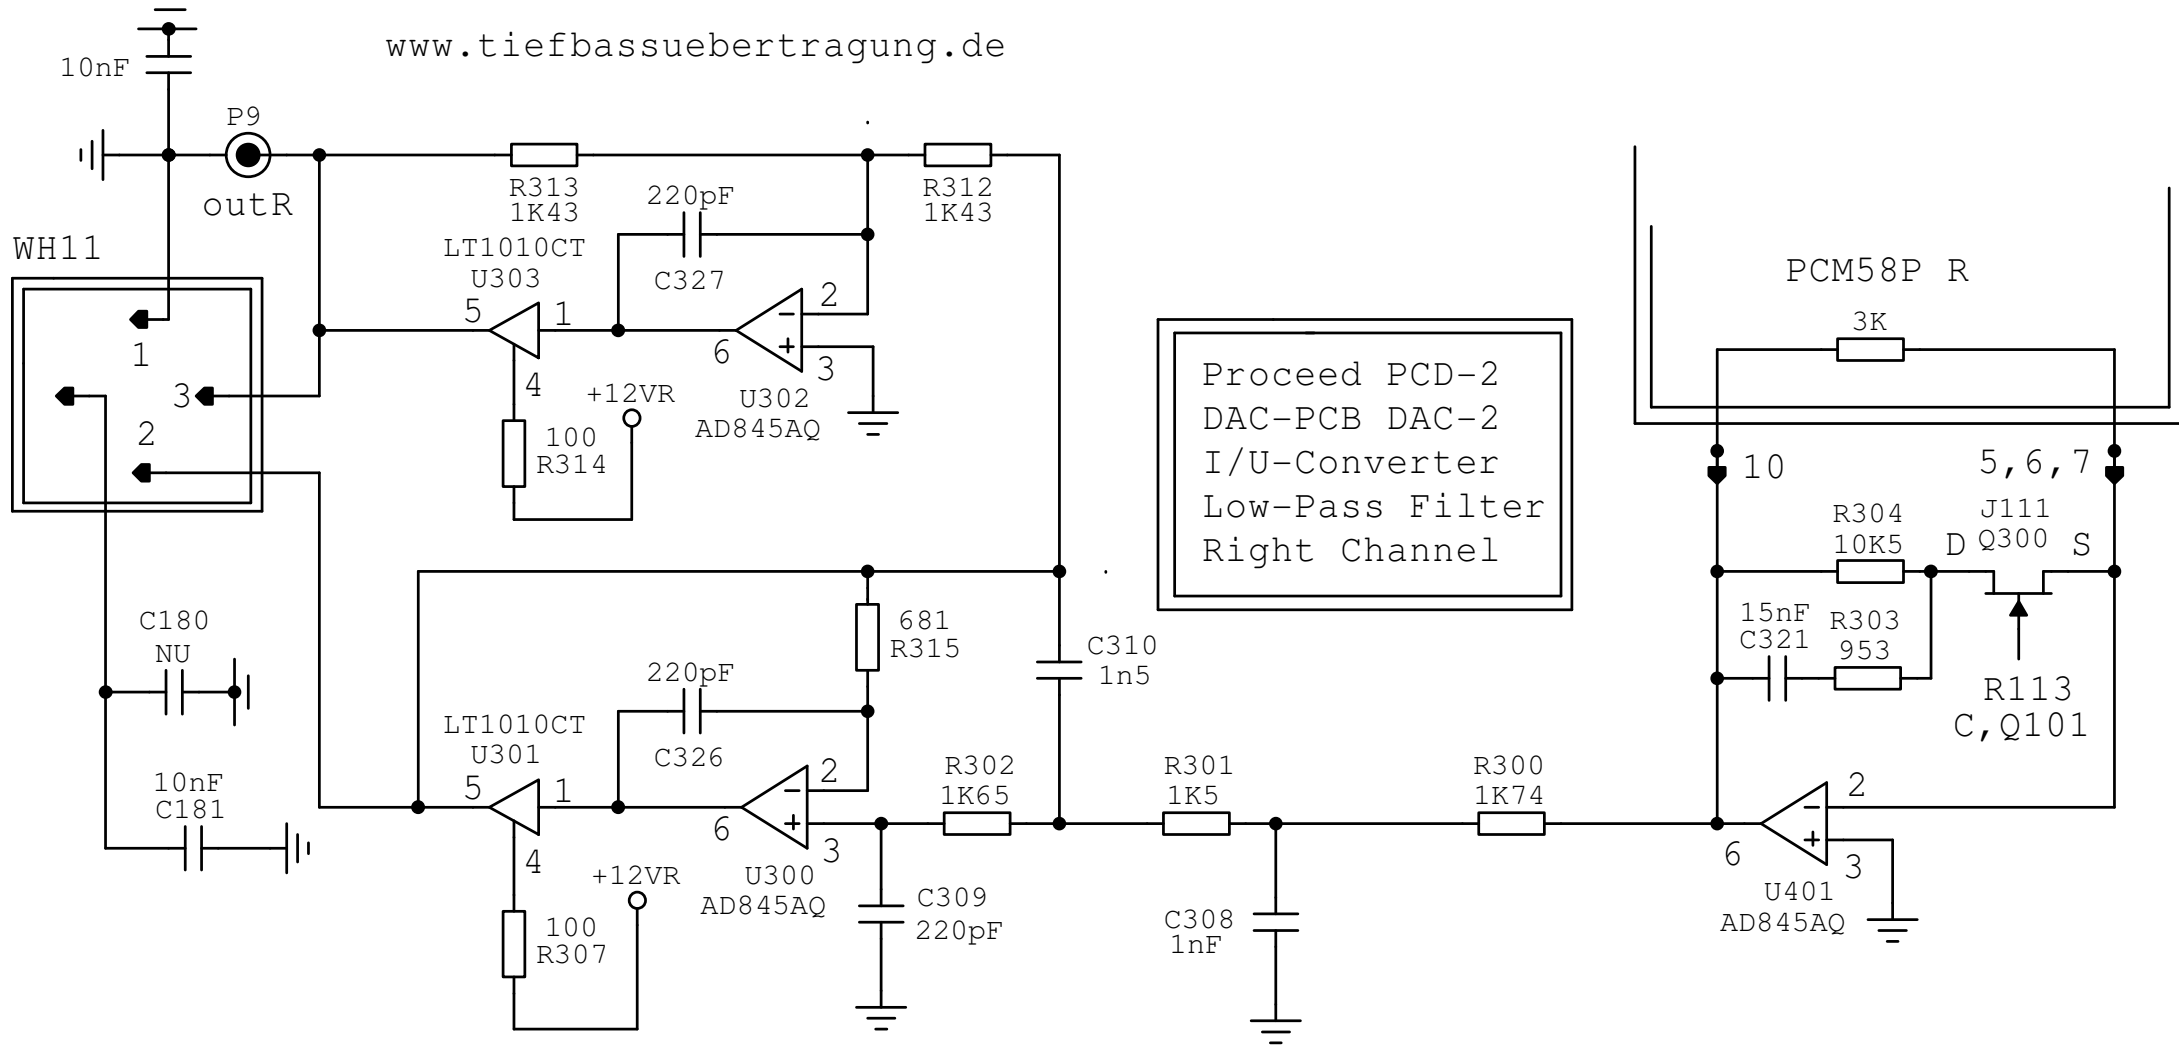 www.tiefbassuebertragung.de
10nF
P9
outR
R313
1K43
R312
1K43
220pF
C327
LT1010CT
U303
5
1
4
6
2
3
U302
AD845AQ
+12VR
100
R314
WH11
1
3
2
PCM58P R
3K
10
5,6,7
Proceed PCD-2
DAC-PCB DAC-2
I/U-Converter
Low-Pass Filter
Right Channel
R304
10K5
J111
Q300
D
S
15nF
C321
R303
953
R113
C,Q101
C180
NU
10nF
C181
681
R315
220pF
C326
LT1010CT
U301
5
1
4
6
2
3
U300
AD845AQ
+12VR
100
R307
C310
1n5
R302
1K65
R301
1K5
R300
1K74
C309
220pF
C308
1nF
2
6
3
U401
AD845AQ